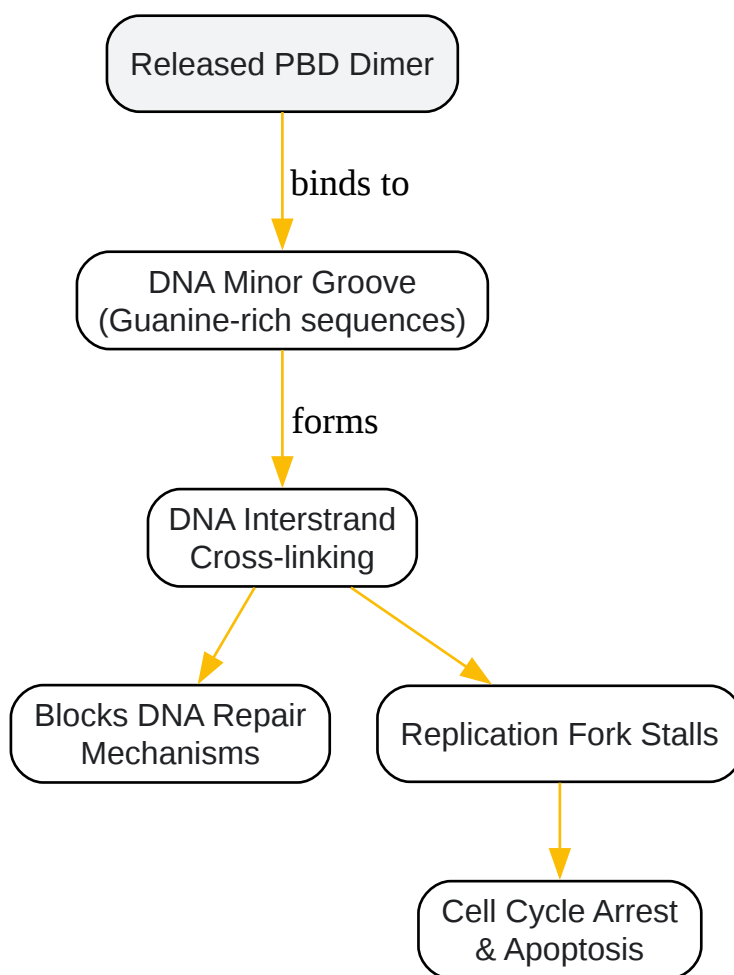 Released PBD Dimer
binds to
DNA Minor Groove
(Guanine-rich sequences)
forms
DNA Interstrand
Cross-linking
Blocks DNA Repair
Mechanisms
Replication Fork Stalls
Cell Cycle Arrest
& Apoptosis